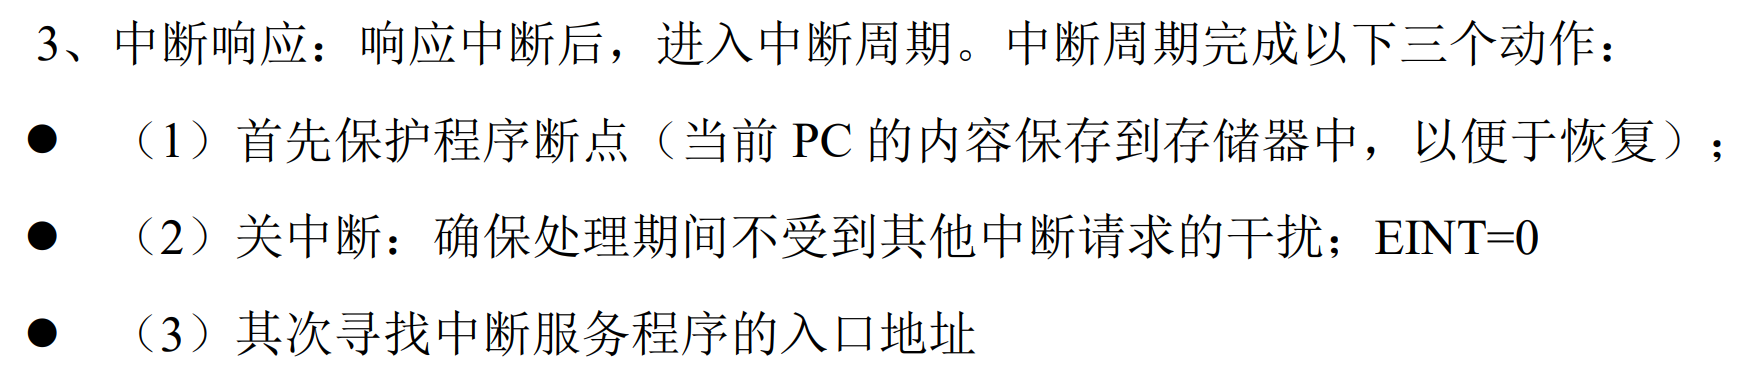 3、中断响应：响应中断后，进入中断周期。中断周期完成以下三个动作：
● （1）首先保护程序断点（当前 PC 的内容保存到存储器中，以便于恢复）；
● （2）关中断：确保处理期间不受到其他中断请求的干扰；EINT=0
● （3）其次寻找中断服务程序的入口地址